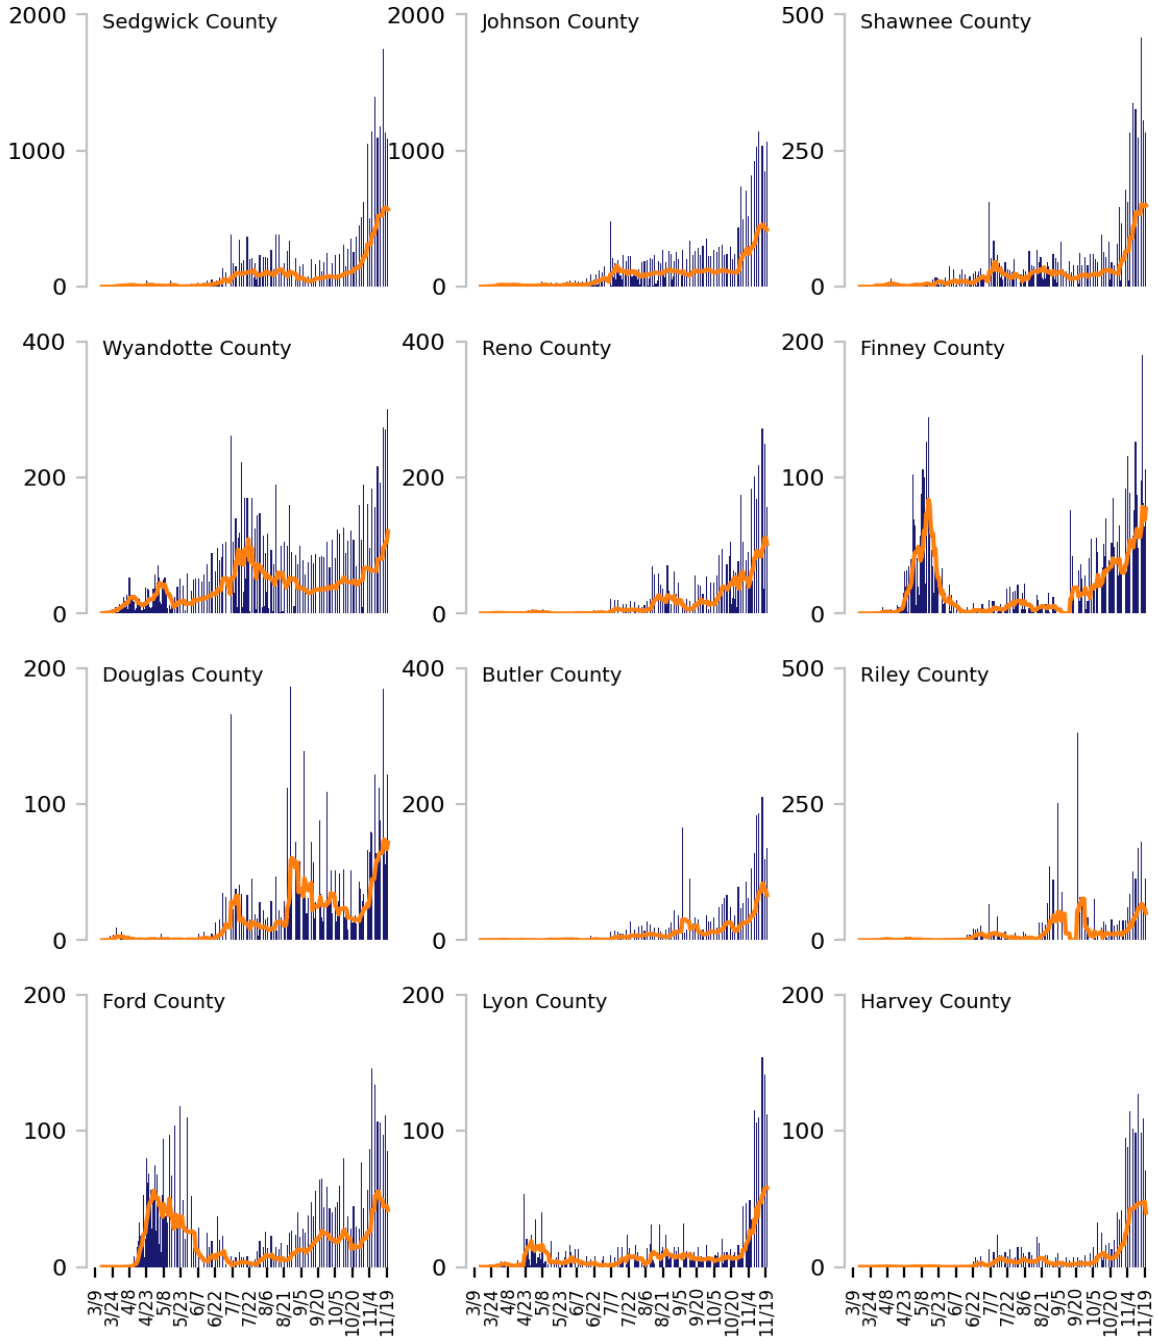 2000
Sedgwick County
1000
0
2000
Johnson County
1000
0
500
Shawnee County
250
0
400
Wyandotte County
200
0
400
Reno County
200
0
200
Finney County
100
0
200
Douglas County
100
0
400
Butler County
200
0
500
Riley County
250
0
200
Ford County
100
0
200
Lyon County
100
0
200
Harvey County
100
0
3/9 3/24 4/8 4/23 5/8 5/23 6/7 6/22 7/7 7/22 8/6 8/21 9/5 9/20 10/5 10/20 11/4 11/19
3/9 3/24 4/8 4/23 5/8 5/23 6/7 6/22 7/7 7/22 8/6 8/21 9/5 9/20 10/5 10/20 11/4 11/19
3/9 3/24 4/8 4/23 5/8 5/23 6/7 6/22 7/7 7/22 8/6 8/21 9/5 9/20 10/5 10/20 11/4 11/19